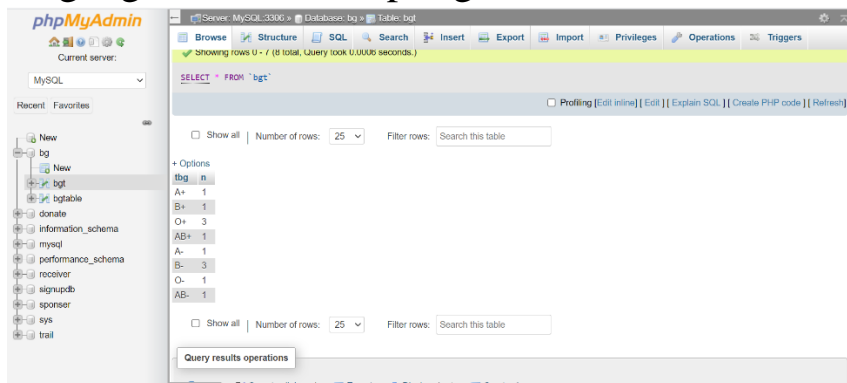 phpMyAdmin
Current server:
MySQL
Recent Favorites
New
bg
New
bgt
bgtable
donate
information_schema
mysql
performance_schema
receiver
signupdb
sponser
sys
trail
Server: MySQL:3306 » Database: bg » Table: bgt
Browse Structure SQL Search Insert Export Import Privileges Operations Triggers
Showing rows 0 - 7 (8 total, Query took 0.0006 seconds.)
SELECT * FROM `bgt`
Profiling [Edit inline] [ Edit ] [ Explain SQL ] [ Create PHP code ] [ Refresh]
Show all | Number of rows: 25 Filter rows: Search this table
+ Options
tbg n
A+ 1
B+ 1
O+ 3
AB+ 1
A- 1
B- 3
O- 1
AB- 1
Show all | Number of rows: 25 Filter rows: Search this table
Query results operations